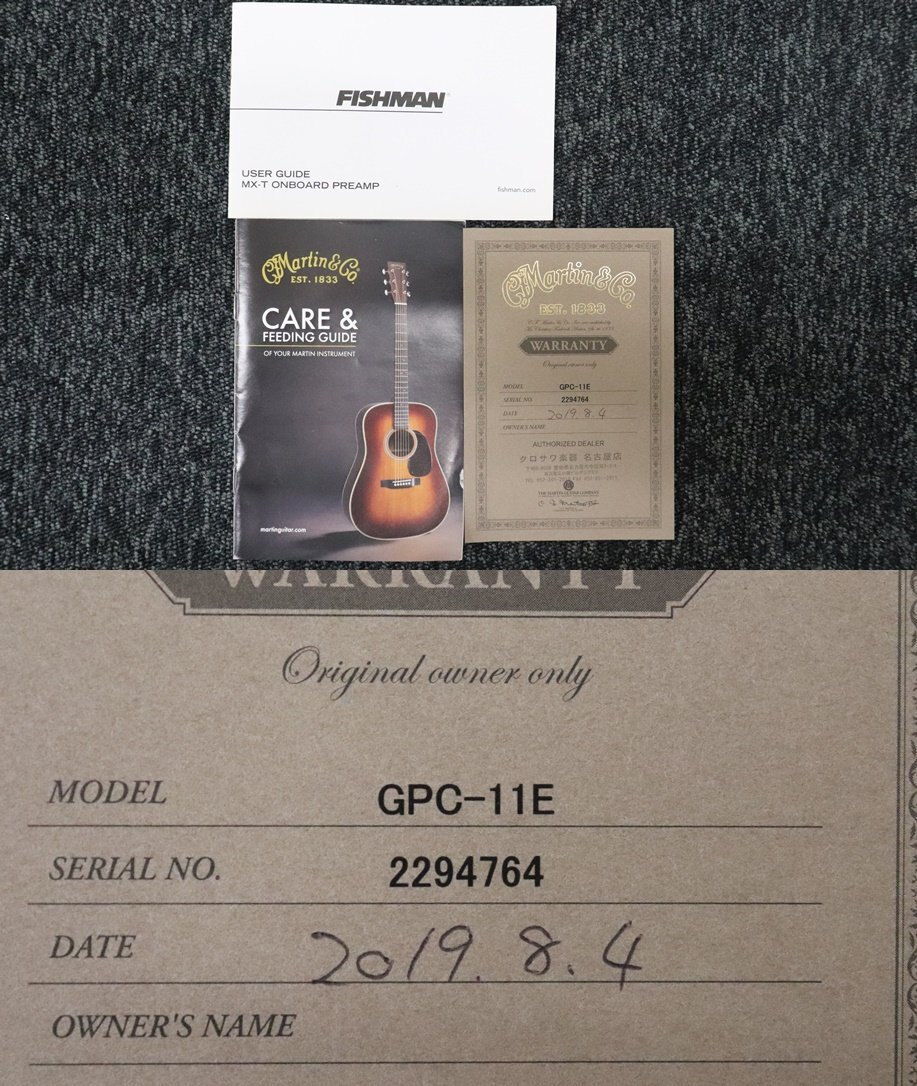 FISHMAN
USER GUIDE
MX-T ONBOARD PREAMP
fishman.com
CF Martin & Co.
EST. 1833
CARE &
FEEDING GUIDE
OF YOUR MARTIN INSTRUMENT
martinguitar.com
CF Martin & Co.
EST. 1833
WARRANTY
Original owner only
MODEL GPC-11E
SERIAL NO. 2294764
DATE 2019.8.4
OWNER'S NAME
AUTHORIZED DEALER
クロサワ楽器 名古屋店
THE MARTIN GUITAR COMPANY
WARRANTY
Original owner only
MODEL GPC-11E
SERIAL NO. 2294764
DATE 2019.8.4
OWNER'S NAME